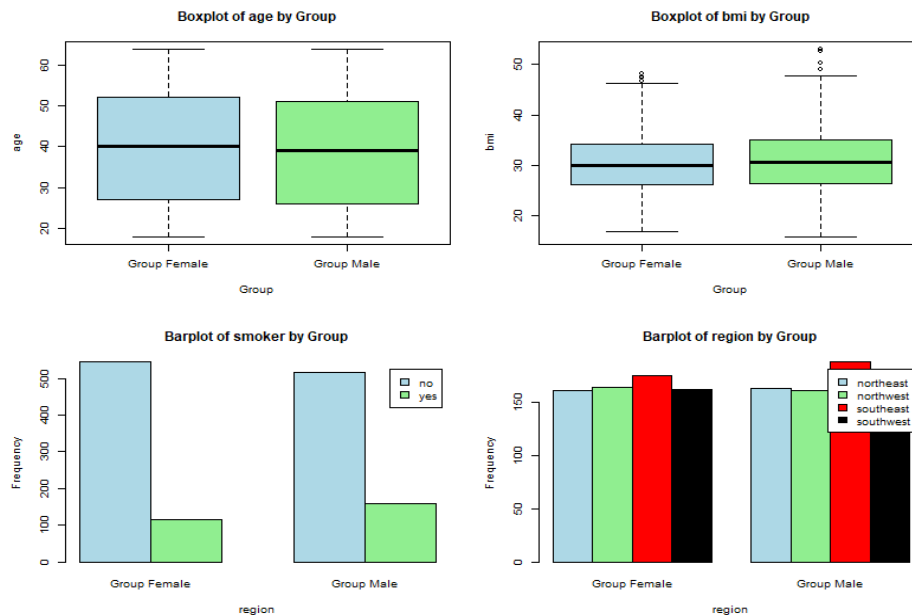 Boxplot of age by Group
age
60
50
40
30
20
Group Female
Group Male
Group
Boxplot of bmi by Group
bmi
50
40
30
20
Group Female
Group Male
Group
Barplot of smoker by Group
Frequency
500
400
300
200
100
0
no
yes
Group Female
Group Male
region
Barplot of region by Group
Frequency
150
100
50
0
northeast
northwest
southeast
southwest
Group Female
Group Male
region